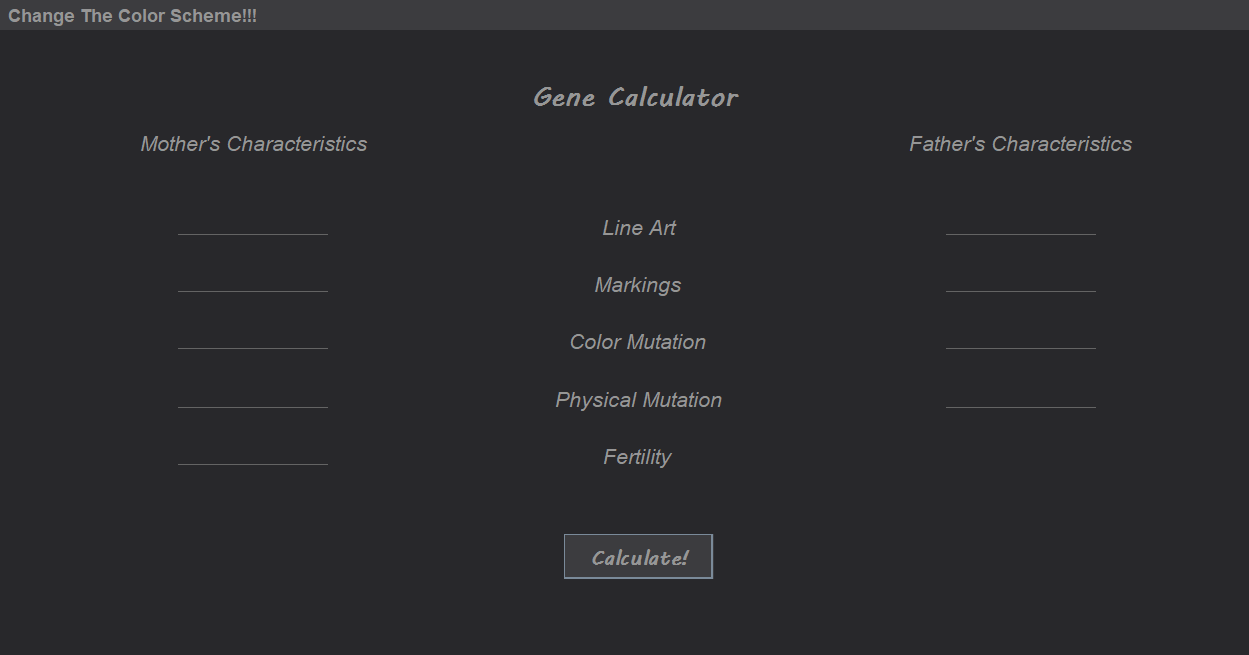 Change The Color Scheme!!!
Gene Calculator
Mother's Characteristics
Father's Characteristics
Line Art
Markings
Color Mutation
Physical Mutation
Fertility
Calculate!